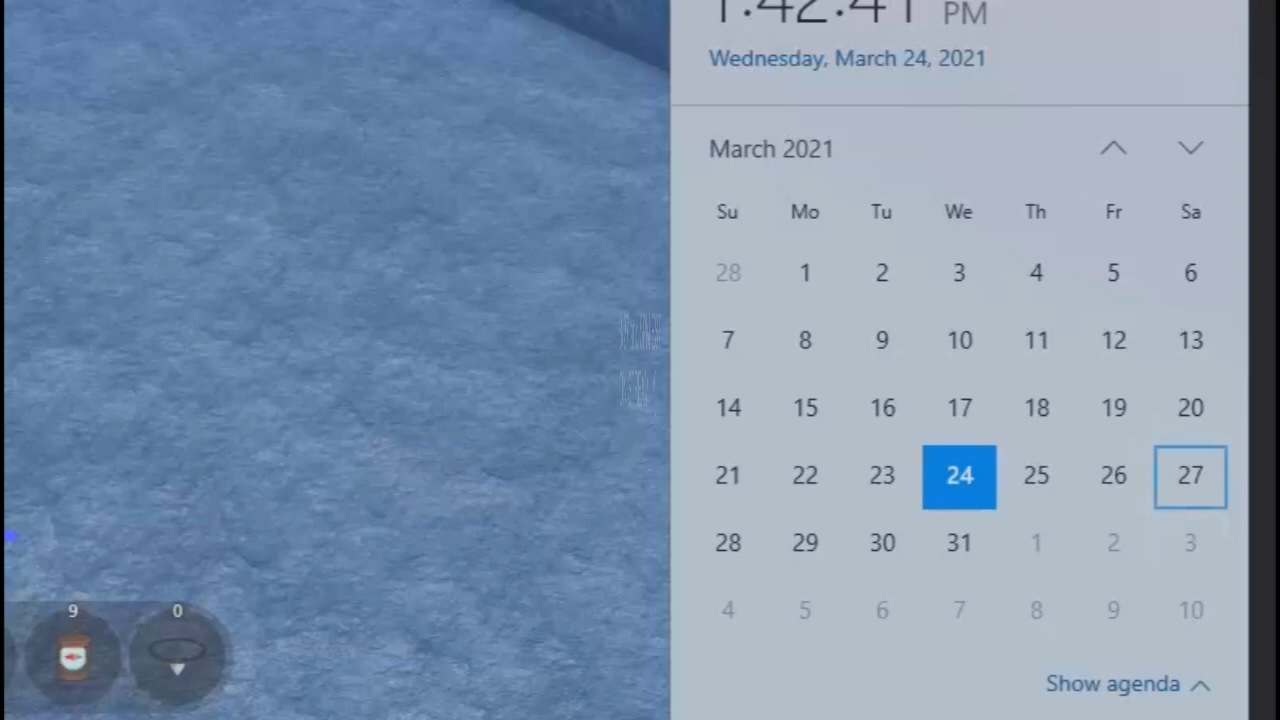 1:42:41 PM
Wednesday, March 24, 2021
March 2021
Su Mo Tu We Th Fr Sa
28 1 2 3 4 5 6
7 8 9 10 11 12 13
14 15 16 17 18 19 20
21 22 23 24 25 26 27
28 29 30 31 1 2 3
4 5 6 7 8 9 10
Show agenda
9 0